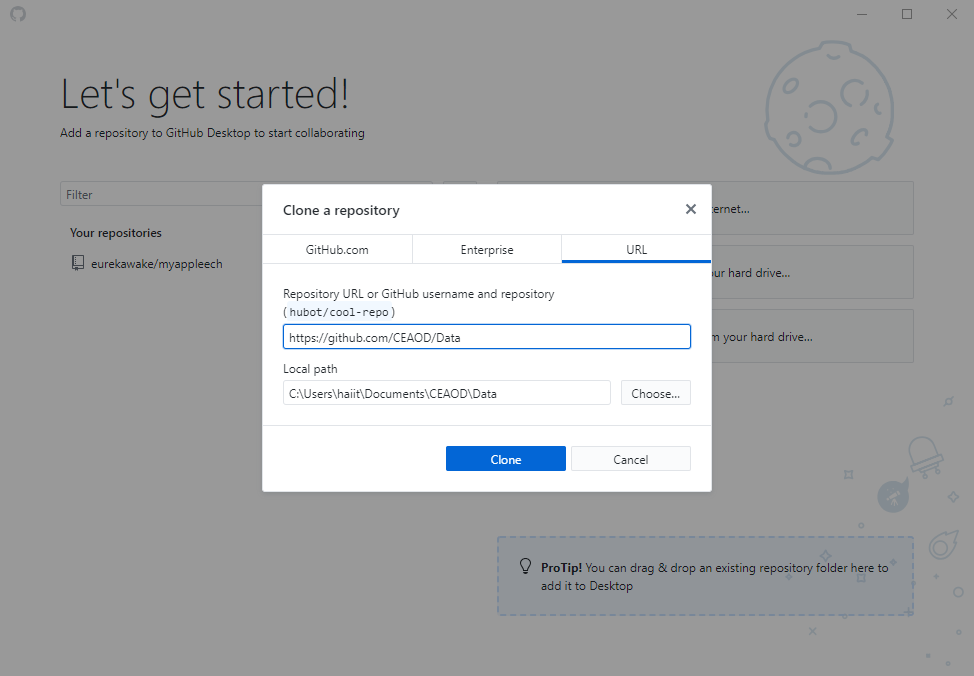 Let's get started!
Add a repository to GitHub Desktop to start collaborating
Filter
Your repositories
eurekawake/myappleech
Clone a repository
GitHub.com
Enterprise
URL
Repository URL or GitHub username and repository
(hubot/cool-repo)
https://github.com/CEAOD/Data
Local path
C:\Users\haiit\Documents\CEAOD\Data
Choose...
Clone
Cancel
ernet...
ur hard drive...
your hard drive...
ProTip! You can drag & drop an existing repository folder here to
add it to Desktop